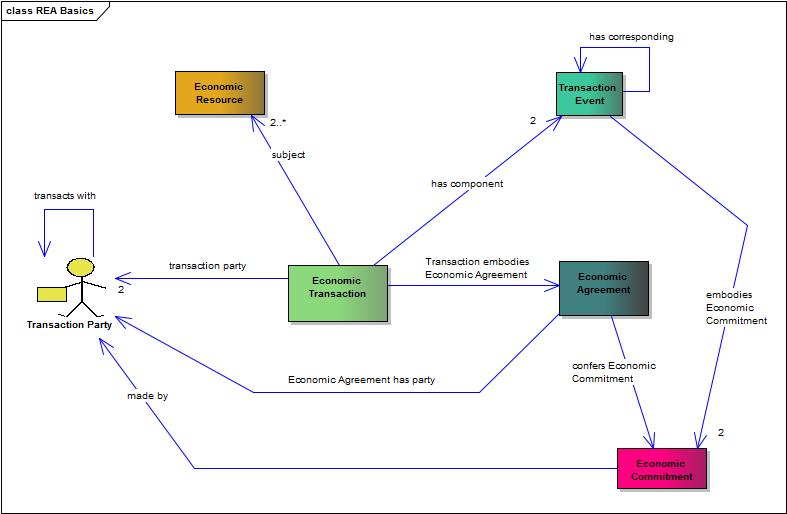 class REA Basics
has corresponding
Economic
Resource
Transaction
Event
2..*
2
subject
has component
transacts with
transaction party
2
Transaction Party
Economic
Transaction
Transaction embodies
Economic Agreement
Economic
Agreement
embodies
Economic
Commitment
confers Economic
Commitment
Economic Agreement has party
made by
2
Economic
Commitment